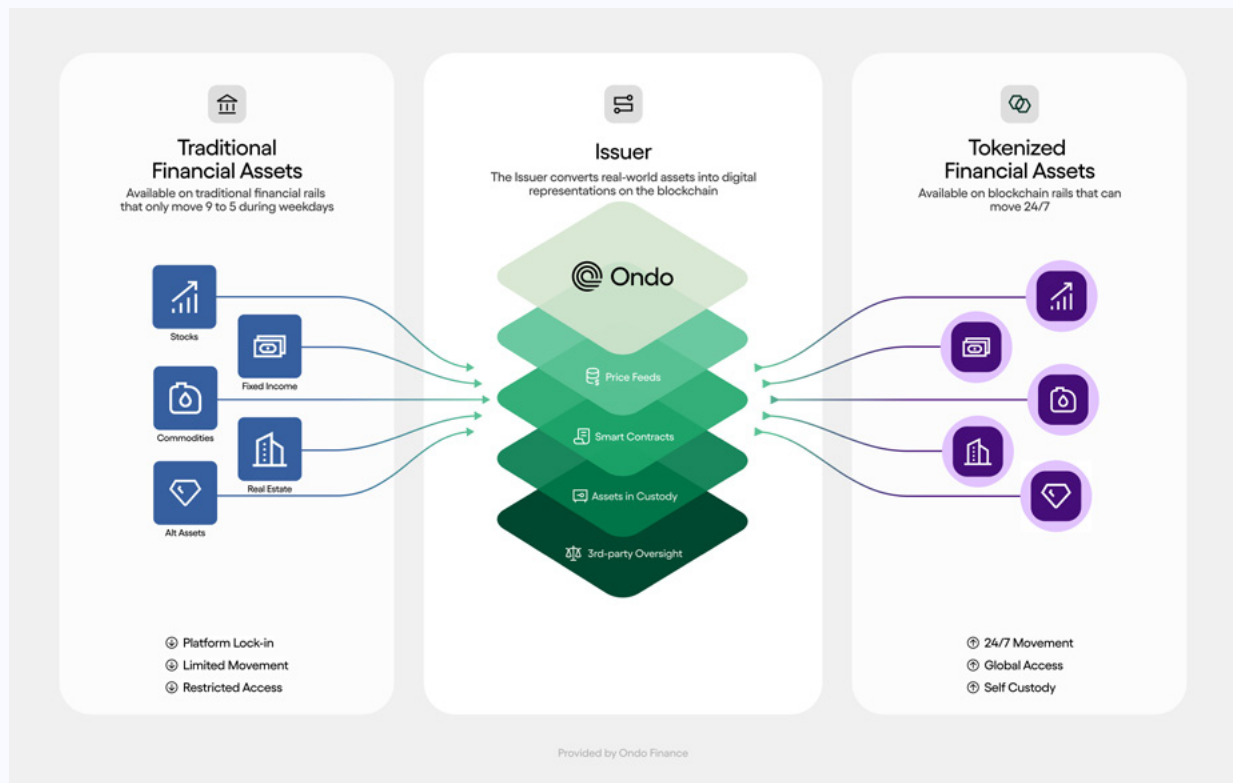 Traditional
Financial Assets
Available on traditional financial rails
that only move 9 to 5 during weekdays
Stocks
Fixed Income
Commodities
Real Estate
Alt Assets
Platform Lock-in
Limited Movement
Restricted Access
Issuer
The Issuer converts real-world assets into digital
representations on the blockchain
Ondo
Price Feeds
Smart Contracts
Assets in Custody
3rd-party Oversight
Tokenized
Financial Assets
Available on blockchain rails that can
move 24/7
24/7 Movement
Global Access
Self Custody
Provided by Ondo Finance